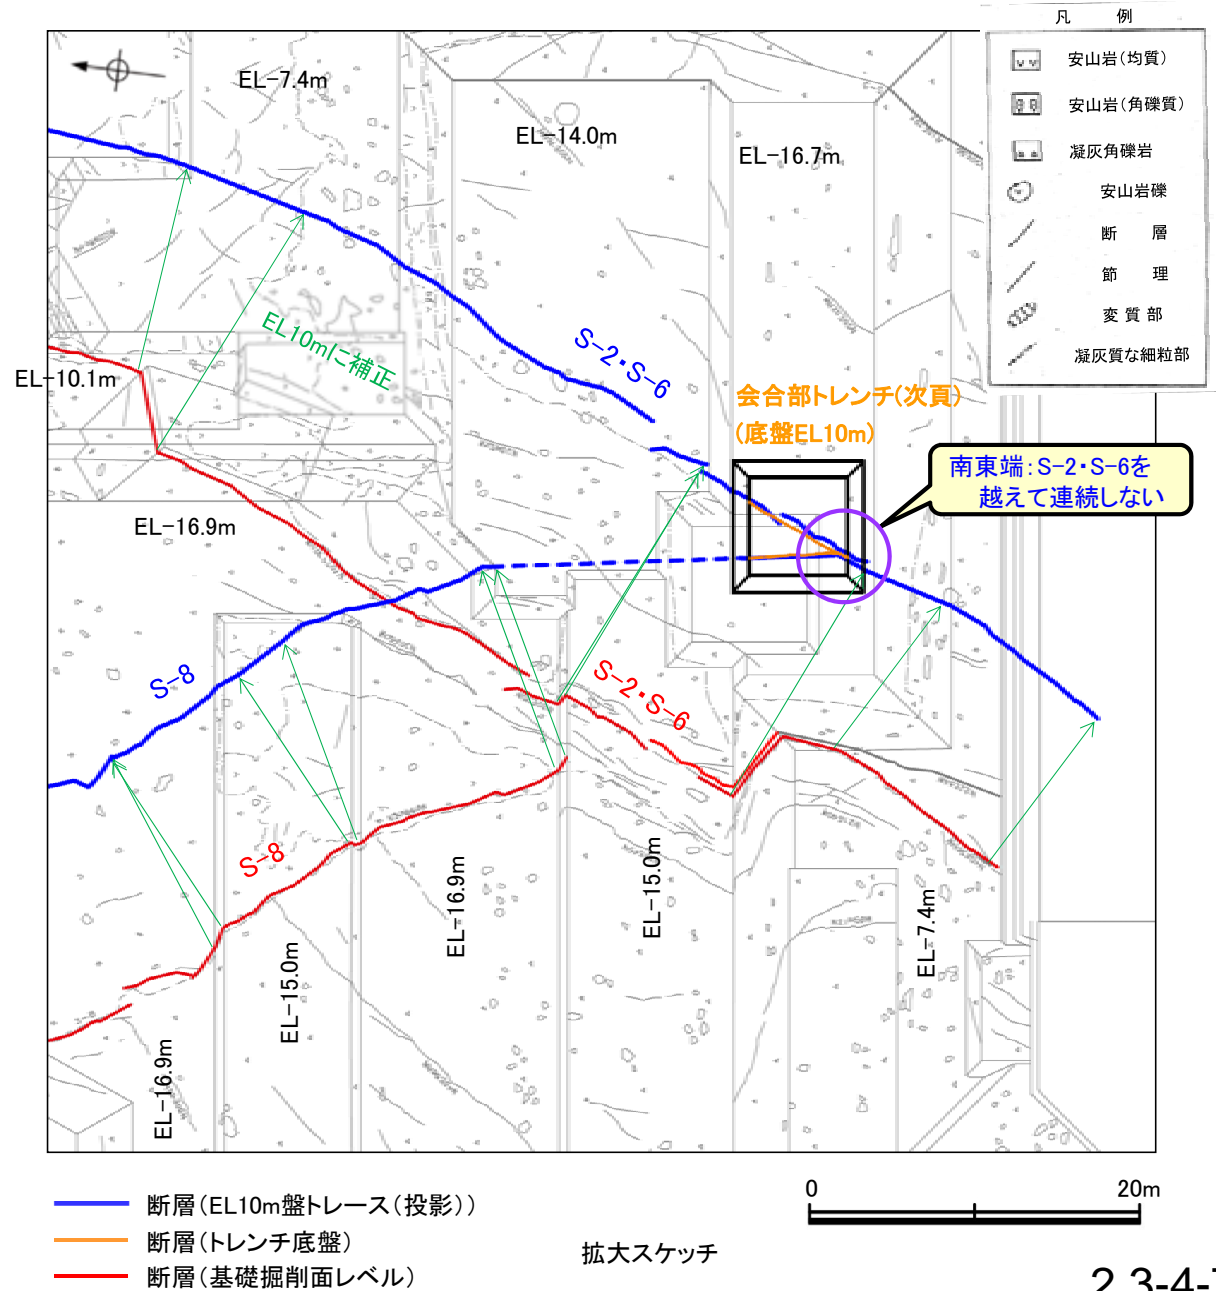 凡　例
安山岩(均質)
安山岩(角礫質)
凝灰角礫岩
安山岩礫
断　層
節　理
変質部
凝灰質な細粒部
EL-7.4m
EL-14.0m
EL-16.7m
EL10mに補正
S-2・S-6
EL-10.1m
会合部トレンチ(次頁)
(底盤EL10m)
南東端:S-2・S-6を
越えて連続しない
EL-16.9m
S-8
S-2・S-6
S-8
EL-16.9m
EL-15.0m
EL-7.4m
EL-15.0m
EL-16.9m
断層(EL10m盤トレース(投影))
断層(トレンチ底盤)
断層(基礎掘削面レベル)
拡大スケッチ
0 20m